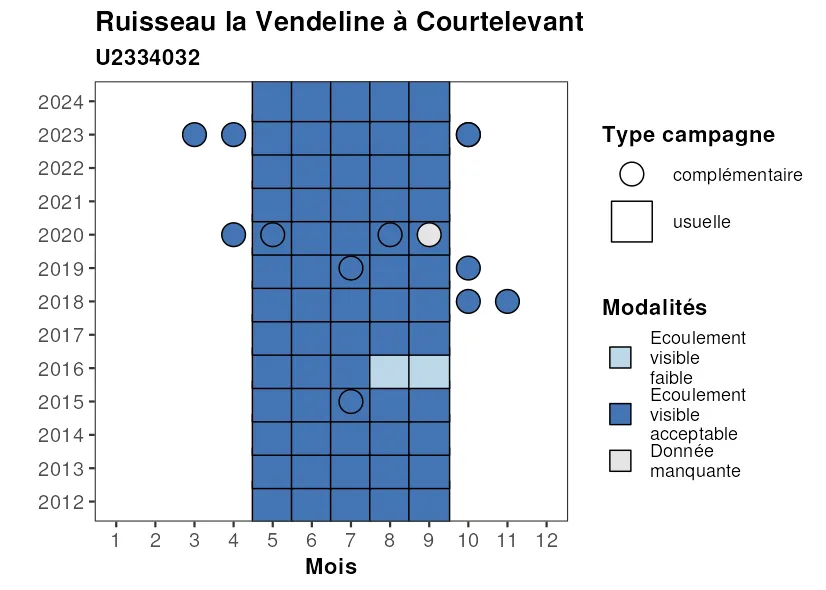 Ruisseau la Vendeline à Courtelevant
U2334032
2024
2023
2022
2021
2020
2019
2018
2017
2016
2015
2014
2013
2012
1 2 3 4 5 6 7 8 9 10 11 12
Mois
Type campagne
complémentaire
usuelle
Modalités
Ecoulement
visible
faible
Ecoulement
visible
acceptable
Donnée
manquante